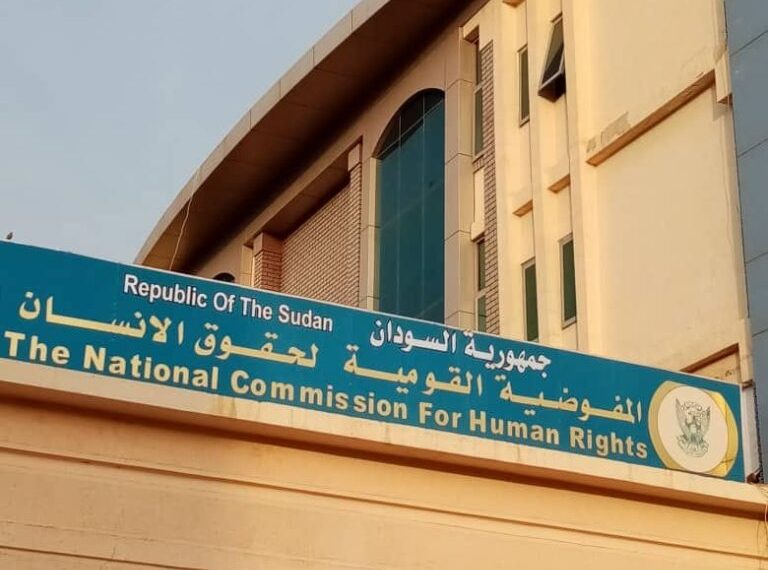 جمهورية السودان
Republic Of The Sudan
المفوضية القومية لحقوق الانسان
The National Commission For Human Rights